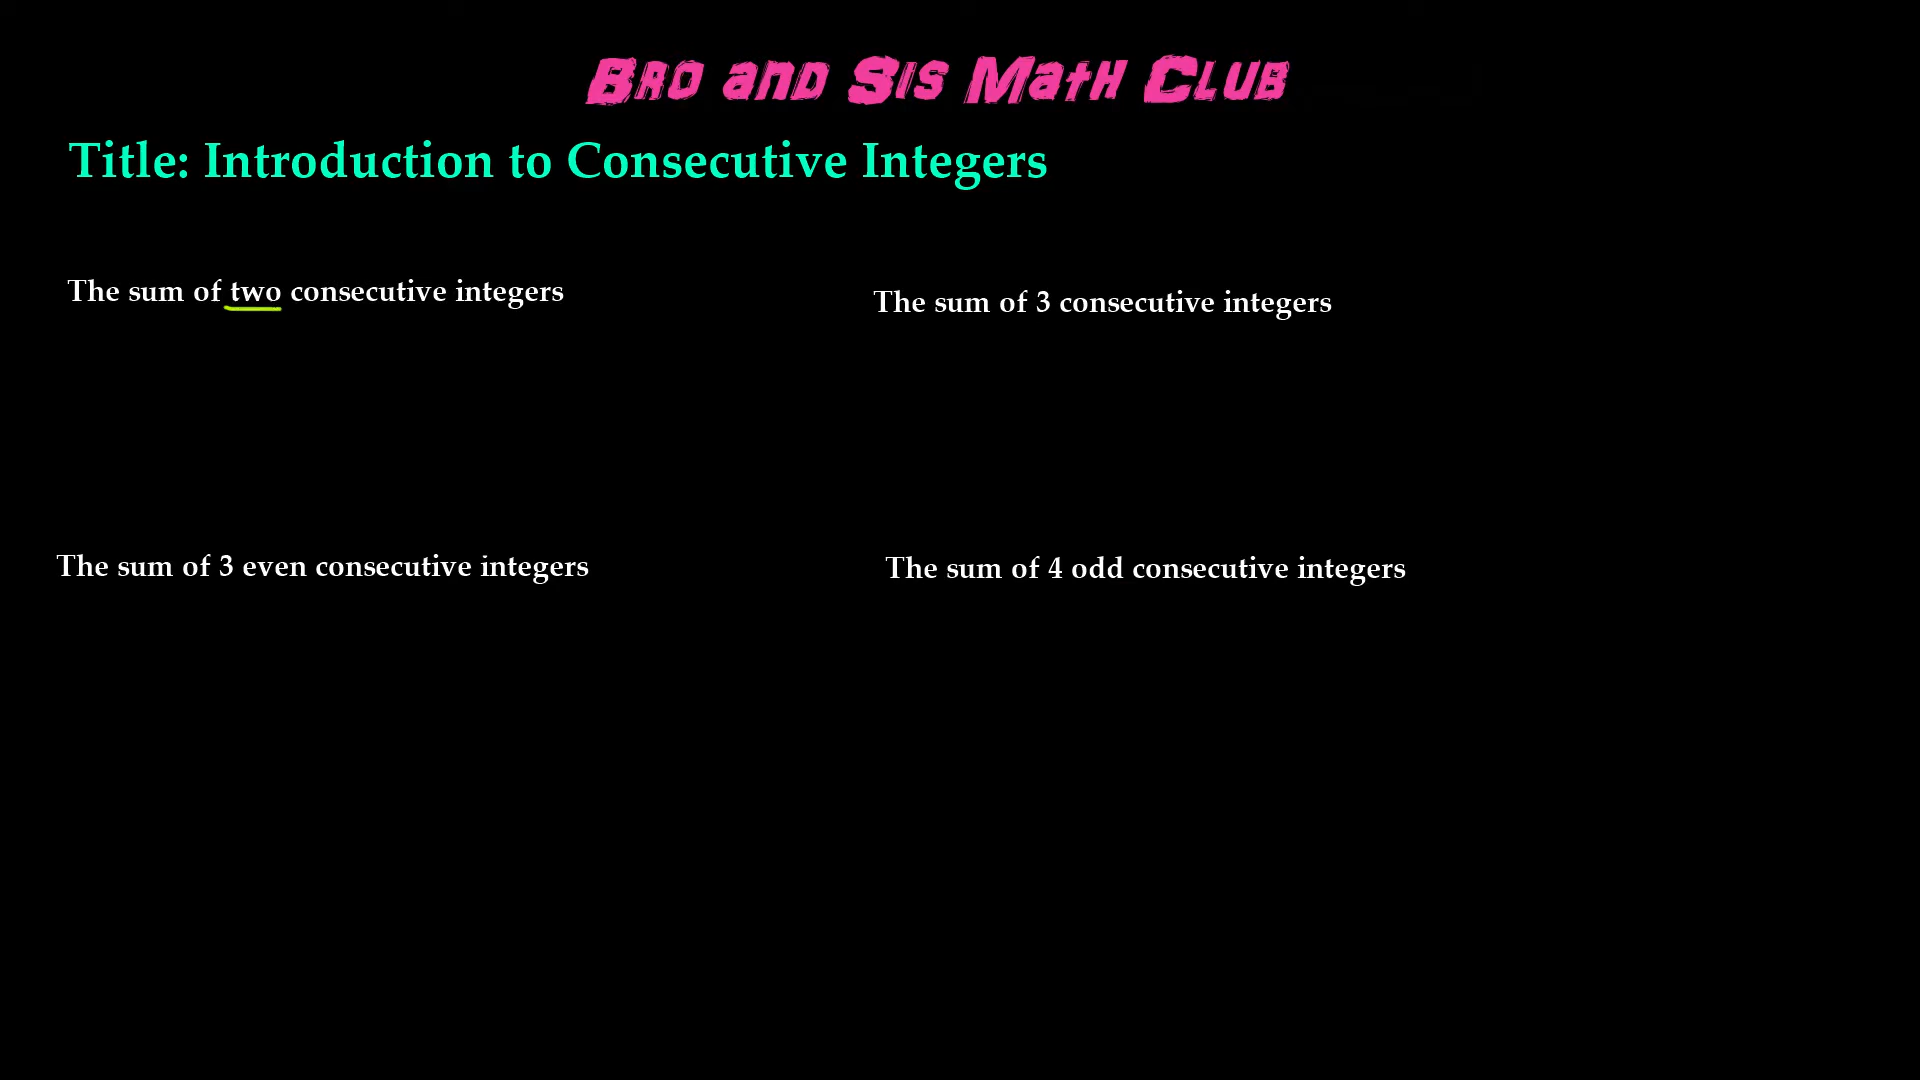 Bro and Sis Math Club
Title: Introduction to Consecutive Integers
The sum of two consecutive integers
The sum of 3 consecutive integers
The sum of 3 even consecutive integers
The sum of 4 odd consecutive integers